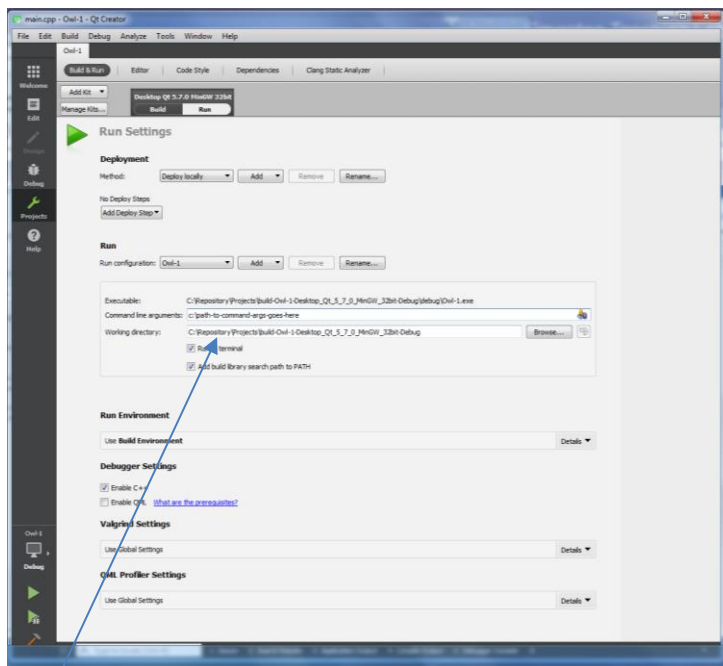 main.cpp - Owl-1 - Qt Creator
File Edit Build Debug Analyze Tools Window Help
Owl-1
Build & Run Editor Code Style Dependencies Clang Static Analyzer
Welcome
Add Kit
Manage Kits...
Desktop Qt 5.7.0 MinGW 32bit
Build Run
Edit
Run Settings
Design
Deployment
Method: Deploy locally Add Remove Rename...
Debug
No Deploy Steps
Add Deploy Step
Projects
Help
Run
Run configuration: Owl-1 Add Remove Rename...
Executable: C:\Repository\Projects\build-Owl-1-Desktop_Qt_5_7_0_MinGW_32bit-Debug\debug\Owl-1.exe
Command line arguments: c:\path-to-command-args-goes-here
Working directory: C:\Repository\Projects\build-Owl-1-Desktop_Qt_5_7_0_MinGW_32bit-Debug Browse...
Run in terminal
Add build library search path to PATH
Run Environment
Use Build Environment Details
Debugger Settings
Enable C++
Enable QML What are the prerequisites?
Valgrind Settings
Owl-1
Use Global Settings Details
Debug
QML Profiler Settings
Use Global Settings Details